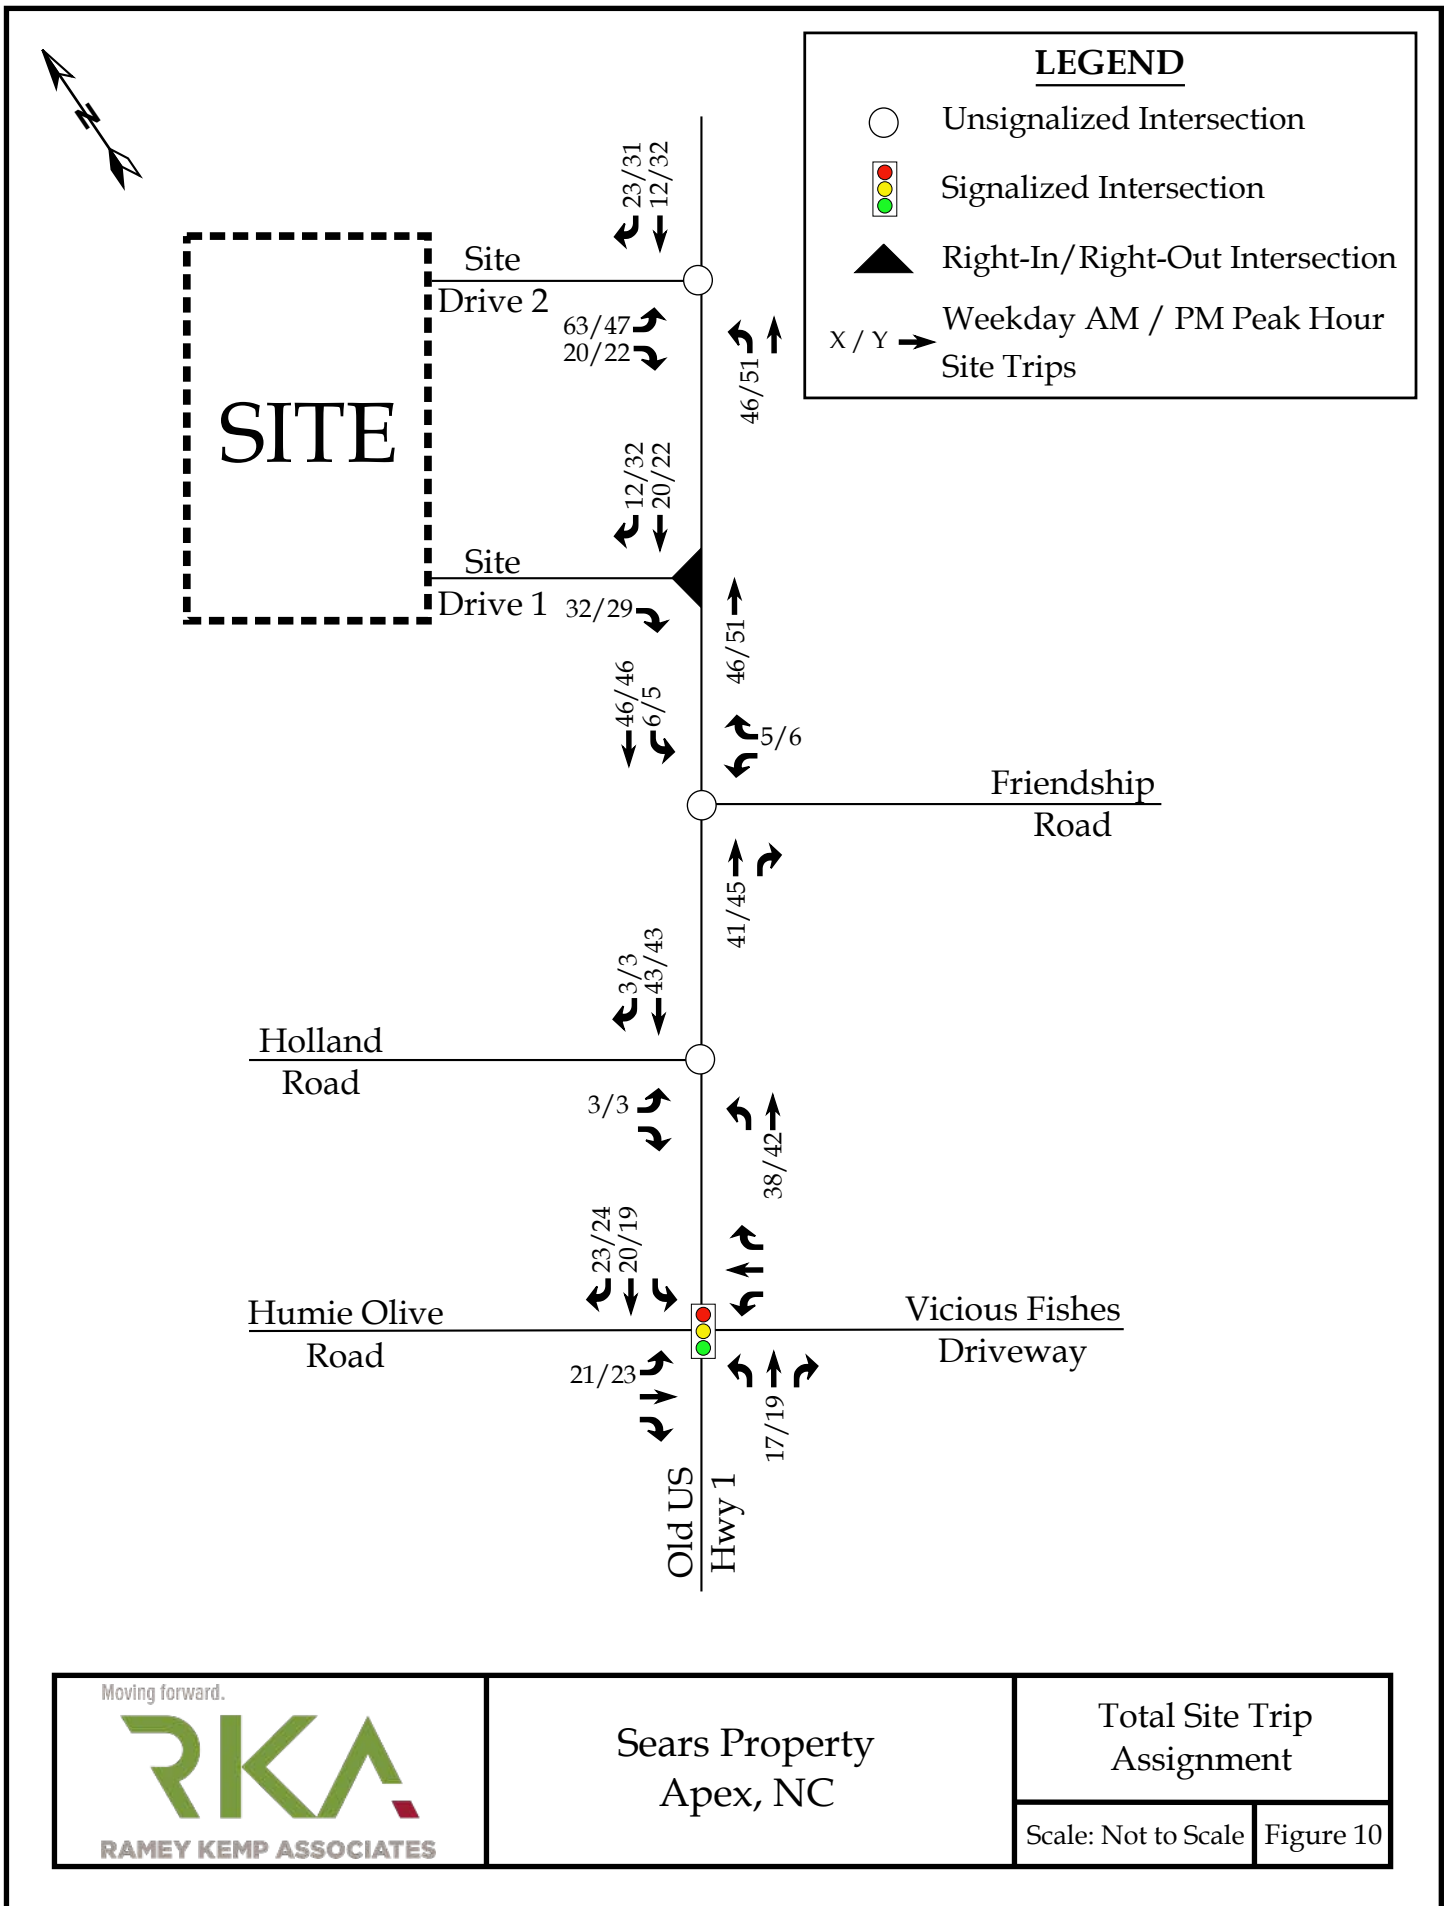 N
LEGEND
Unsignalized Intersection
Signalized Intersection
Right-In/Right-Out Intersection
X / Y
Weekday AM / PM Peak Hour
Site Trips
23/31
12/32
Site
Drive 2
63/47
20/22
46/51
SITE
12/32
20/22
Site
Drive 1
32/29
46/51
46/46
6/5
5/6
Friendship
Road
41/45
3/3
43/43
Holland
Road
3/3
38/42
23/24
20/19
Humie Olive
Road
Vicious Fishes
Driveway
21/23
17/19
Old US
Hwy 1
Moving forward.
RKA
RAMEY KEMP ASSOCIATES
Sears Property
Apex, NC
Total Site Trip
Assignment
Scale: Not to Scale
Figure 10